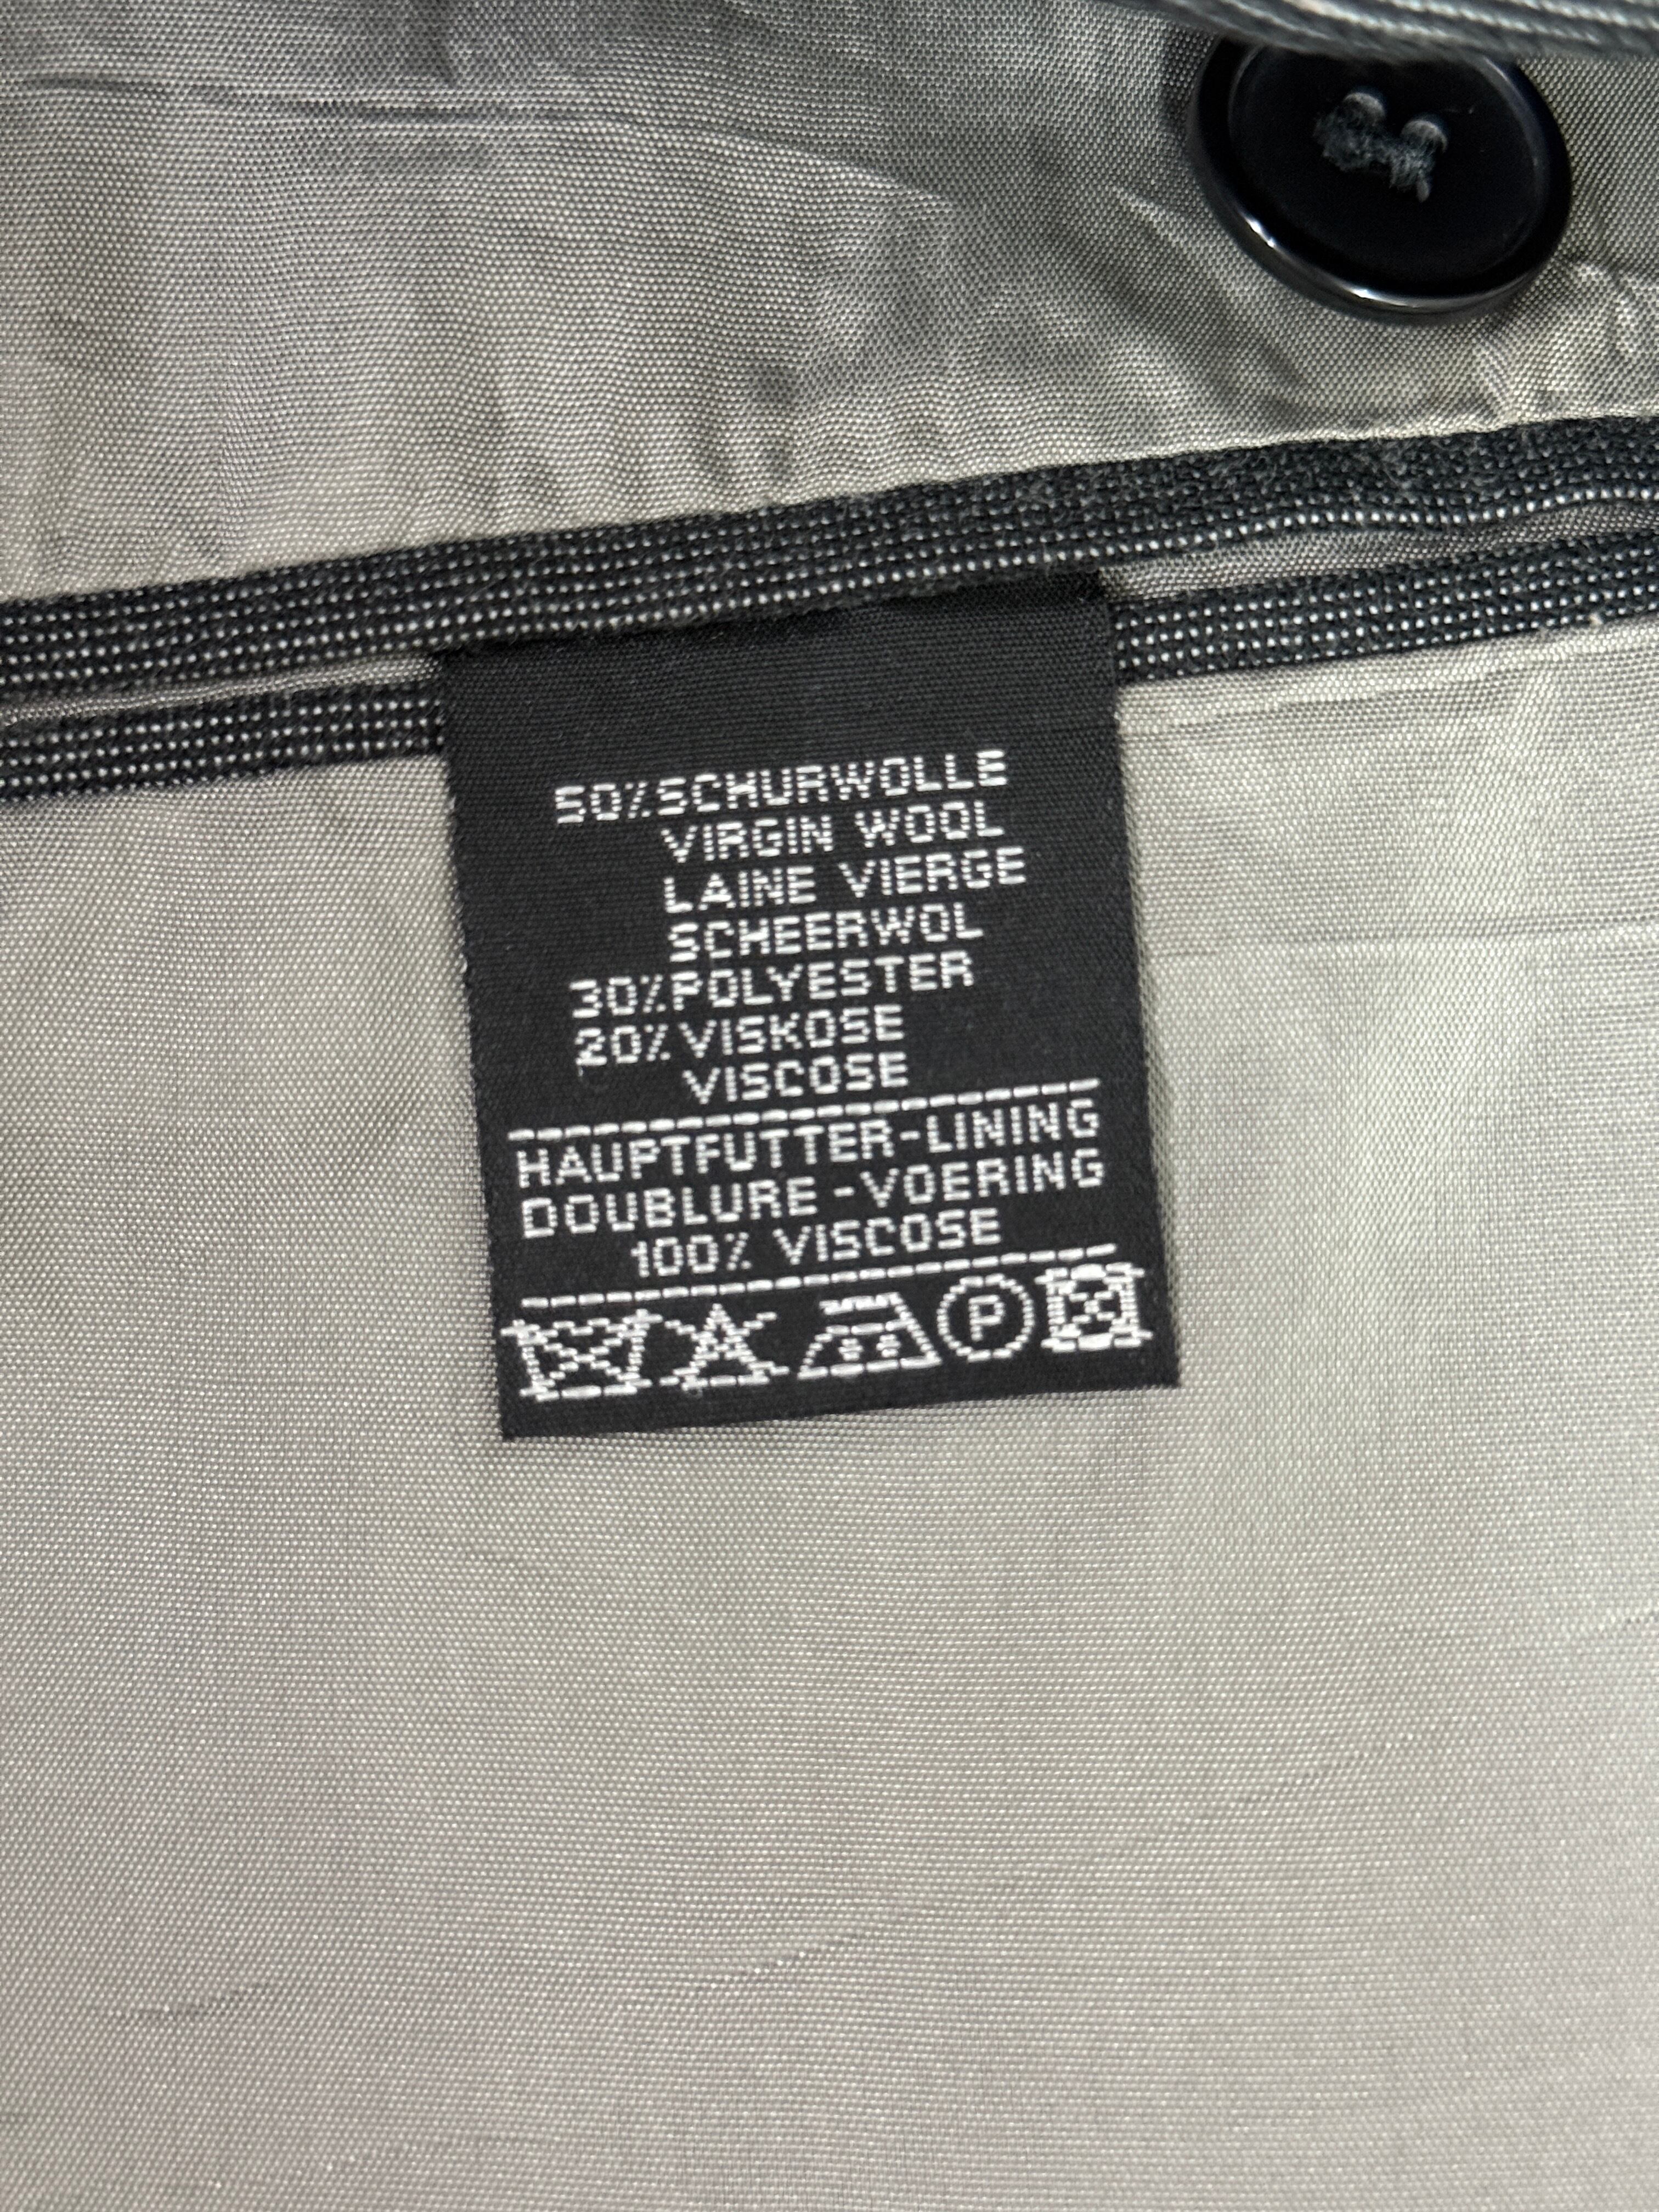 50%SCHURWOLLE
VIRGIN WOOL
LAINE VIERGE
SCHEERWOL
30%POLYESTER
20%VISKOSE
VISCOSE
HAUPTFUTTER-LINING
DOUBLURE-VOERING
100% VISCOSE
P